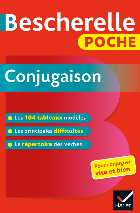 Bescherelle
POCHE
Conjugaison
Les 104 tableaux modèles
Les principales difficultés
Le répertoire des verbes
Pour conjuguer
vite et bien
Hatier